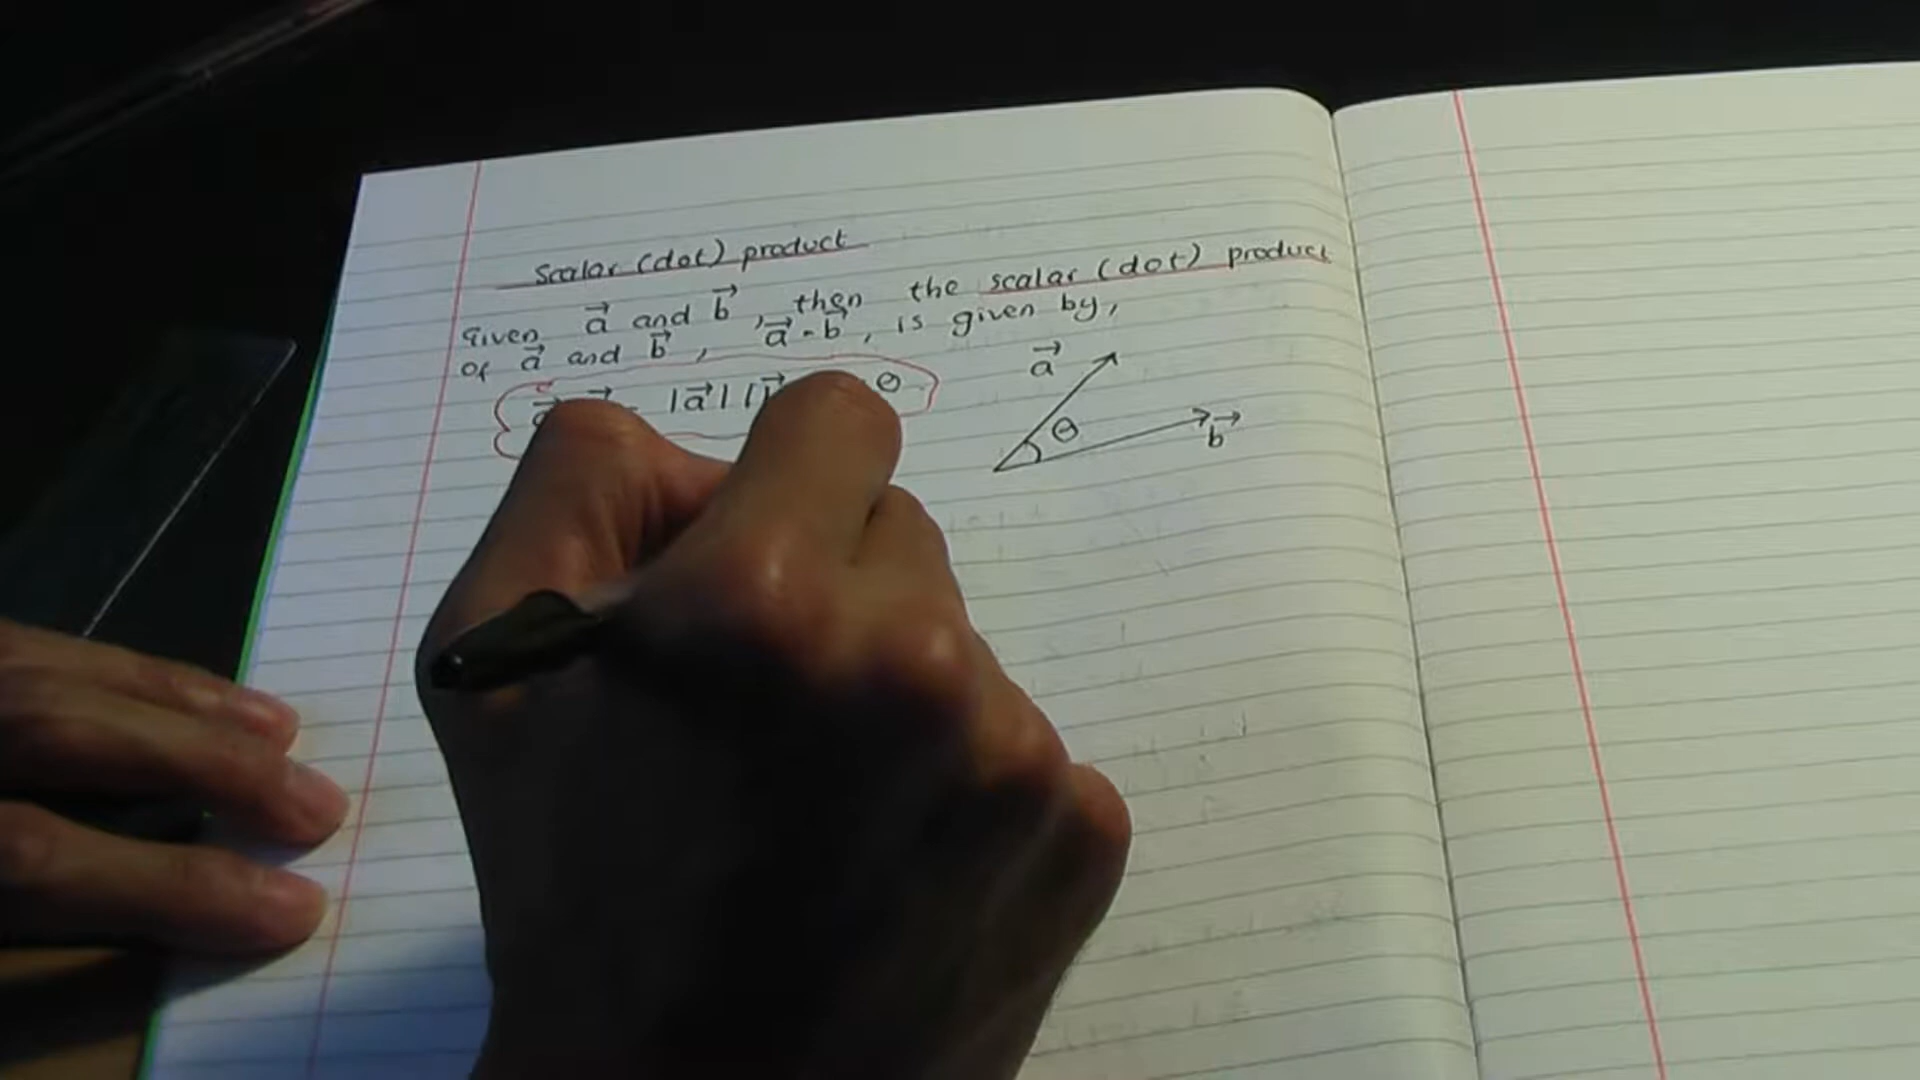 Scalar (dot) product
Given a⃗ and b⃗, then the scalar (dot) product
of a⃗ and b⃗, a⃗ · b⃗, is given by,
|a⃗| θ
a⃗
θ
b⃗